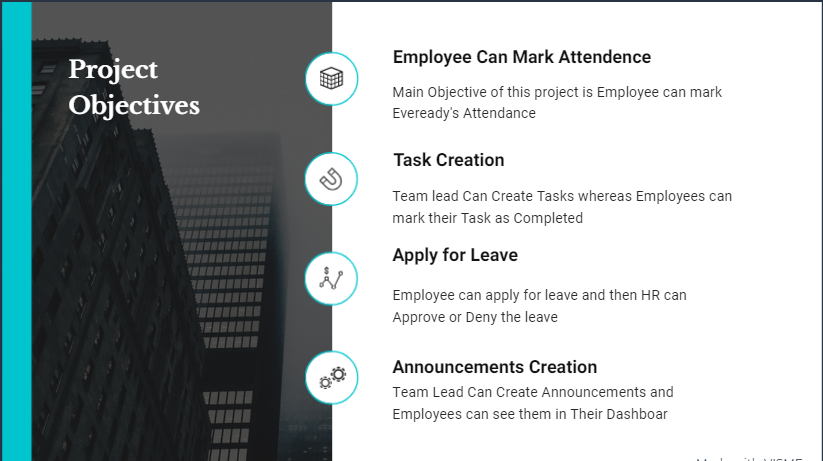 Project
Objectives
Employee Can Mark Attendence
Main Objective of this project is Employee can mark
Eveready's Attendance
Task Creation
Team lead Can Create Tasks whereas Employees can
mark their Task as Completed
Apply for Leave
Employee can apply for leave and then HR can
Approve or Deny the leave
Announcements Creation
Team Lead Can Create Announcements and
Employees can see them in Their Dashboar